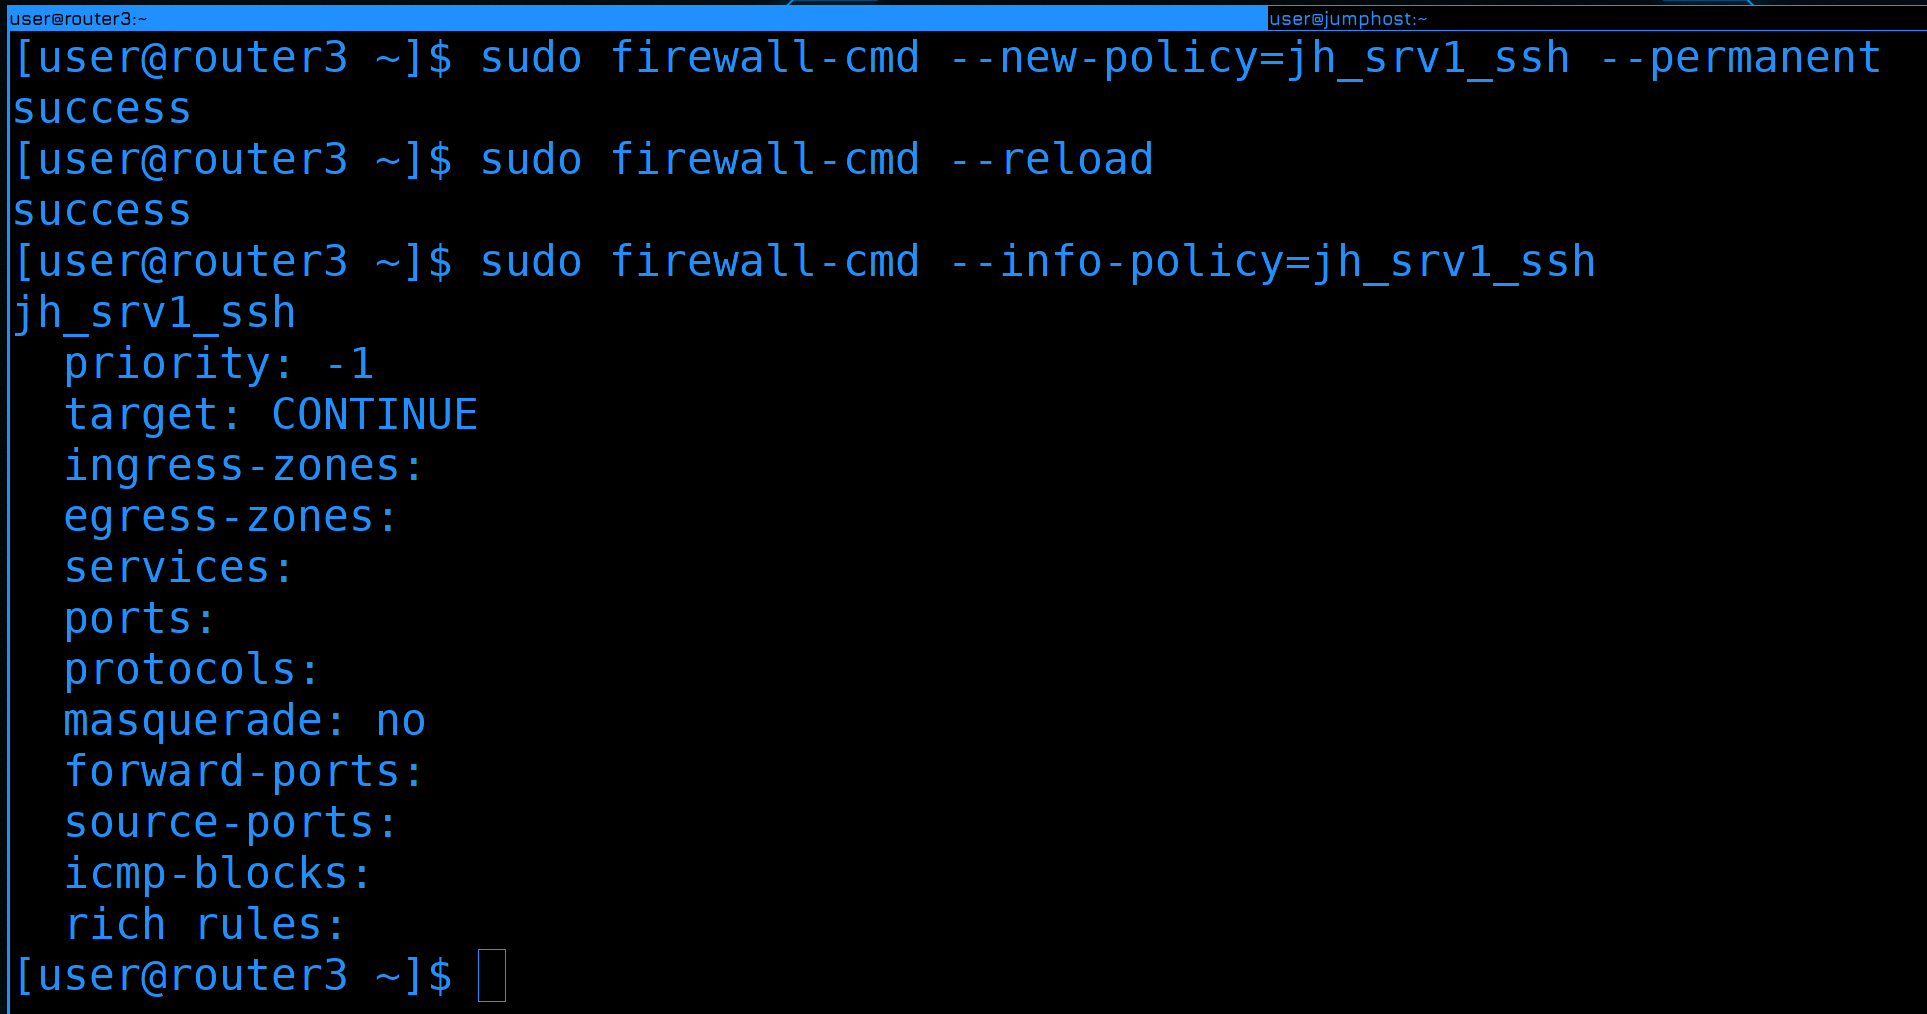 user@router3:~
user@jumphost:~
[user@router3 ~]$ sudo firewall-cmd --new-policy=jh_srv1_ssh --permanent
success
[user@router3 ~]$ sudo firewall-cmd --reload
success
[user@router3 ~]$ sudo firewall-cmd --info-policy=jh_srv1_ssh
jh_srv1_ssh
  priority: -1
  target: CONTINUE
  ingress-zones:
  egress-zones:
  services:
  ports:
  protocols:
  masquerade: no
  forward-ports:
  source-ports:
  icmp-blocks:
  rich rules:
[user@router3 ~]$